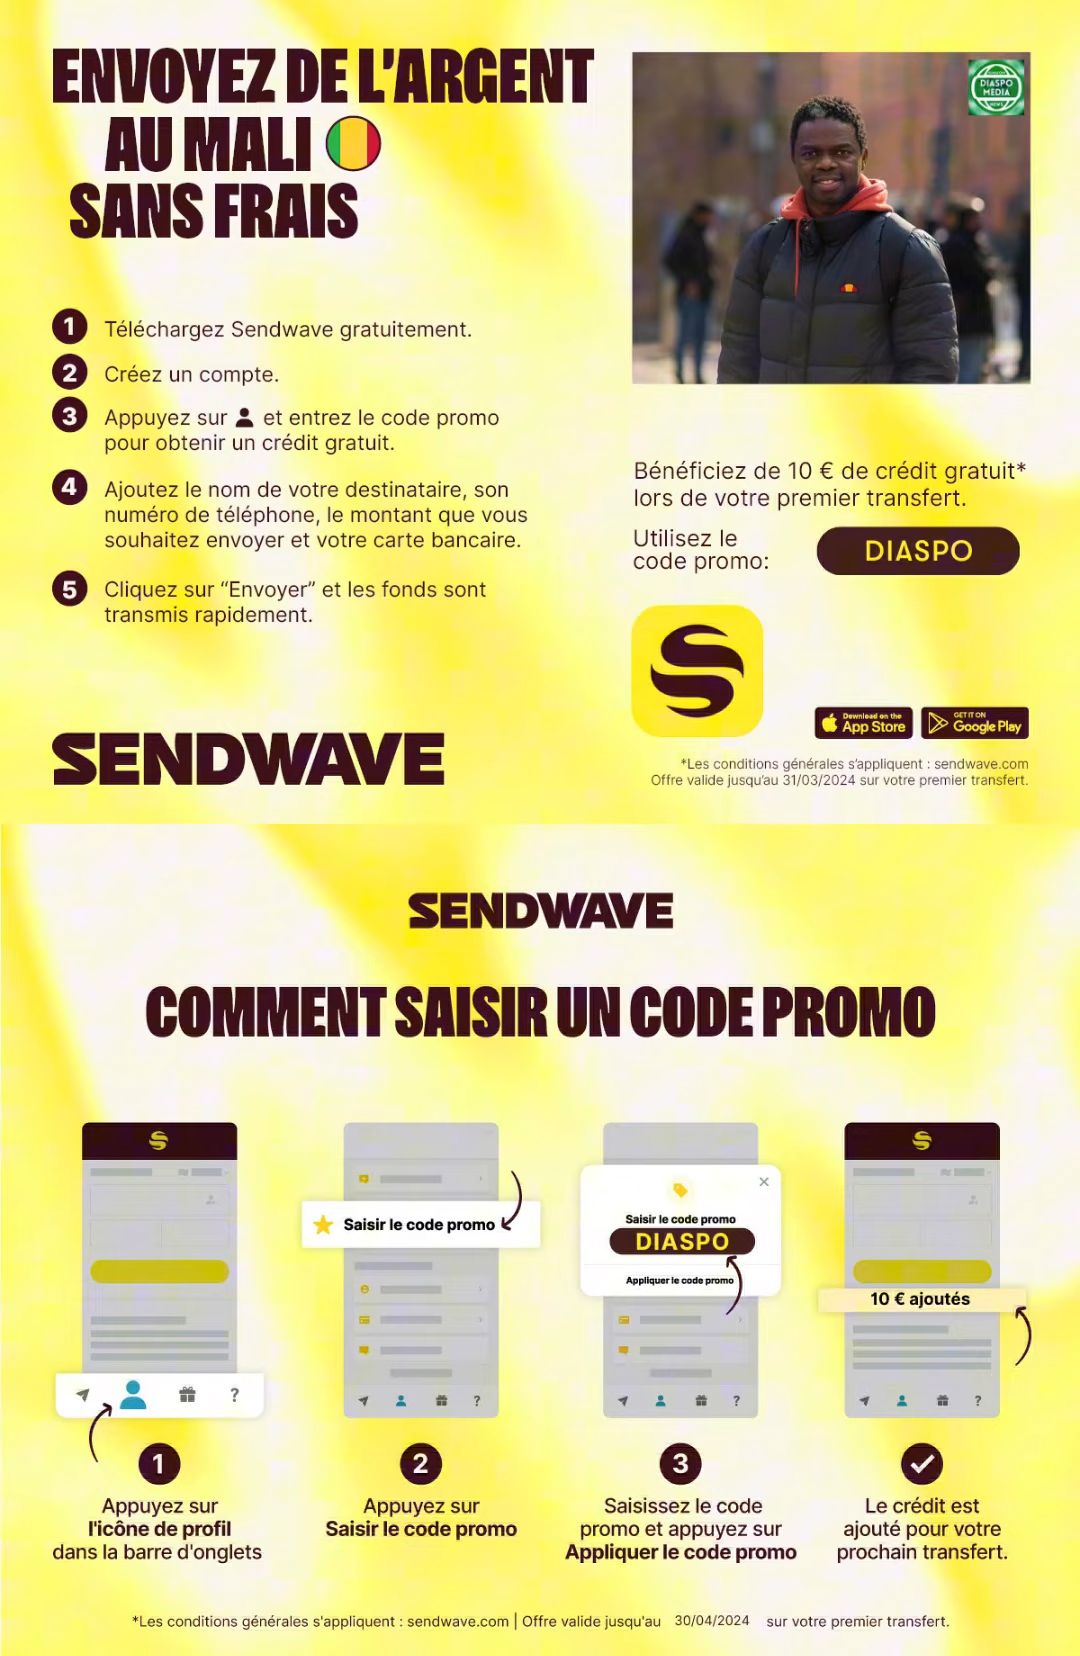 ENVOYEZ DE L'ARGENT
AU MALI
SANS FRAIS
DIASPO
MEDIA
NEWS
1 Téléchargez Sendwave gratuitement.
2 Créez un compte.
3 Appuyez sur et entrez le code promo
pour obtenir un crédit gratuit.
4 Ajoutez le nom de votre destinataire, son
numéro de téléphone, le montant que vous
souhaitez envoyer et votre carte bancaire.
5 Cliquez sur “Envoyer” et les fonds sont
transmis rapidement.
SENDWAVE
Bénéficiez de 10 € de crédit gratuit*
lors de votre premier transfert.
Utilisez le
code promo:
DIASPO
Download on the
App Store
GET IT ON
Google Play
*Les conditions générales s’appliquent : sendwave.com
Offre valide jusqu’au 31/03/2024 sur votre premier transfert.
SENDWAVE
COMMENT SAISIR UN CODE PROMO
?
Saisir le code promo
?
Saisir le code promo
DIASPO
Appliquer le code promo
?
10 € ajoutés
?
1
Appuyez sur
l'icône de profil
dans la barre d'onglets
2
Appuyez sur
Saisir le code promo
3
Saisissez le code
promo et appuyez sur
Appliquer le code promo
Le crédit est
ajouté pour votre
prochain transfert.
*Les conditions générales s'appliquent : sendwave.com | Offre valide jusqu'au 30/04/2024 sur votre premier transfert.